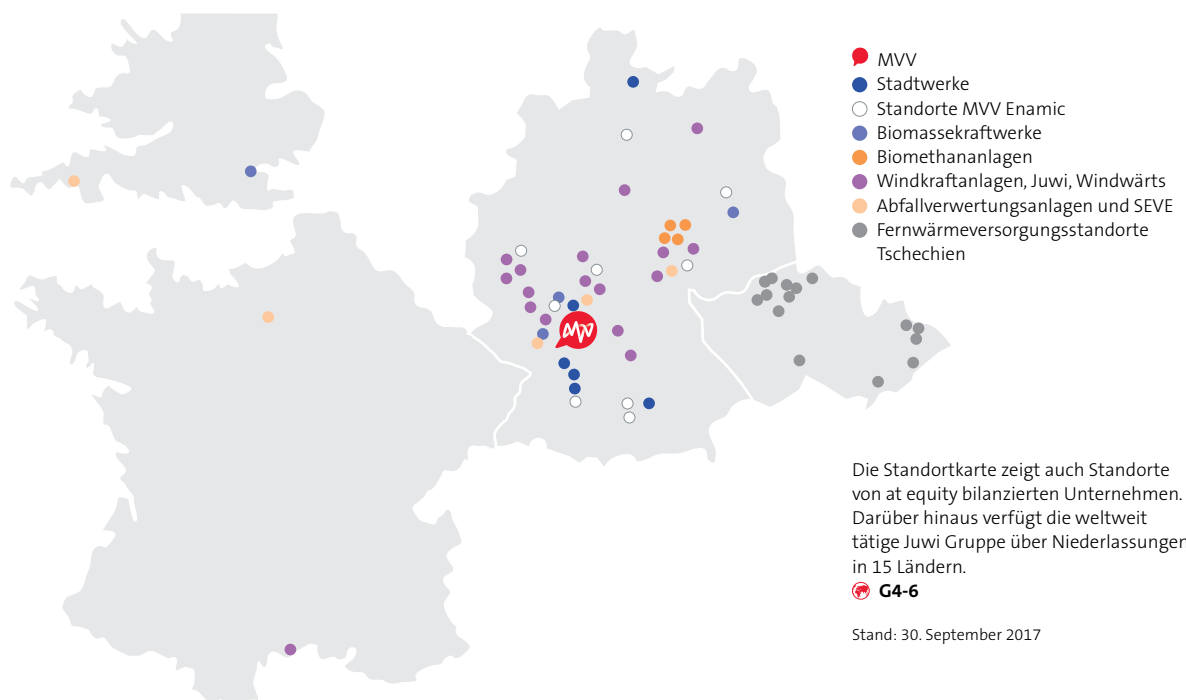 MVV
Stadtwerke
Standorte MVV Enamic
Biomassekraftwerke
Biomethananlagen
Windkraftanlagen, Juwi, Windwärts
Abfallverwertungsanlagen und SEVE
Fernwärmeversorgungsstandorte
Tschechien
MVV
Die Standortkarte zeigt auch Standorte
von at equity bilanzierten Unternehmen.
Darüber hinaus verfügt die weltweit
tätige Juwi Gruppe über Niederlassungen
in 15 Ländern.
G4-6
Stand: 30. September 2017